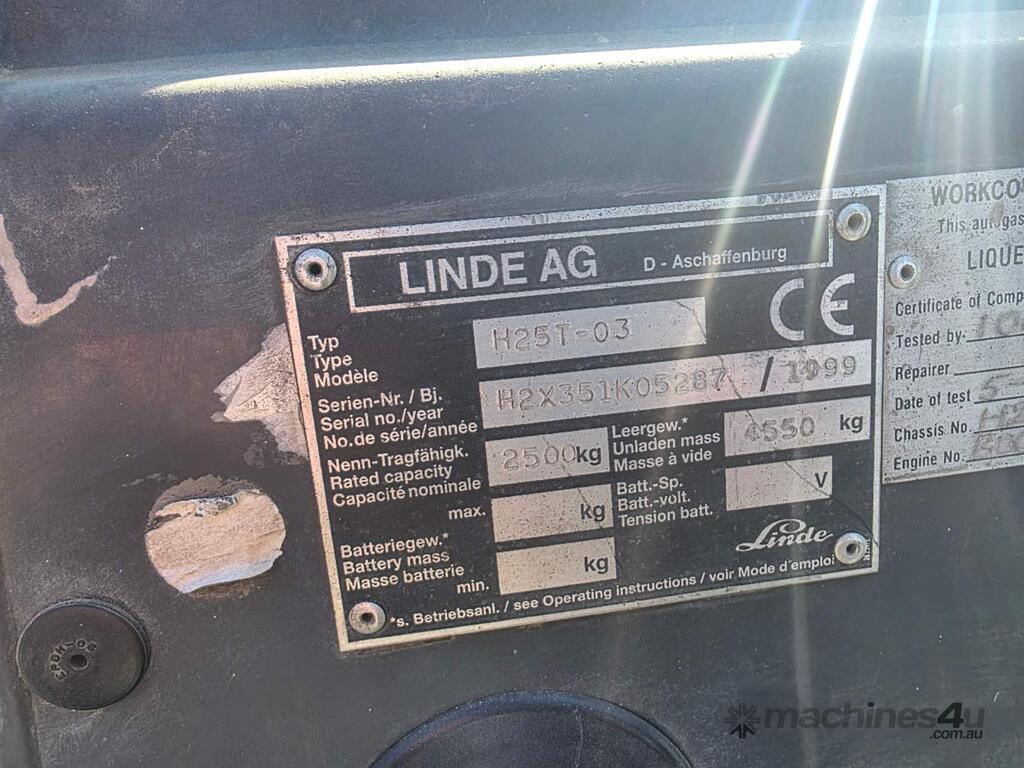 LINDE AG D - Aschaffenburg
CE
Typ
Type
Modèle
H25T-03
Serien-Nr. / Bj.
Serial no./year
No.de série/année
H2X351K05287 / 1999
Nenn-Tragfähigk.
Rated capacity
Capacité nominale
2500 kg
Leergew.*
Unladen mass
Masse à vide
4550 kg
Batteriegew.*
Battery mass
Masse batterie
max. kg
min. kg
Batt.-Sp.
Batt.-volt.
Tension batt.
V
Linde
*s. Betriebsanl. / see Operating instructions / voir Mode d'emploi
WORKCO
This autogas
LIQUE
Certificate of Comp
Tested by-
Repairer
Date of test 5-
Chassis No. H2
Engine No.
machines4u
.com.au